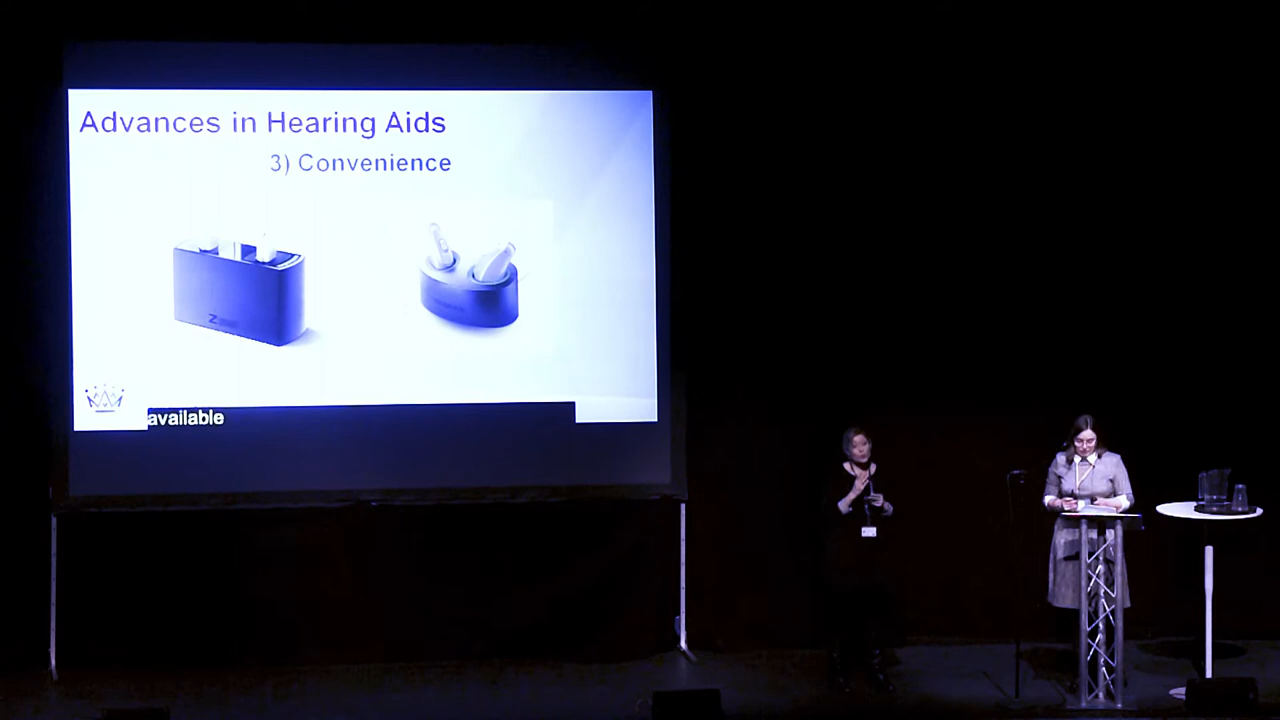 Advances in Hearing Aids
3) Convenience
Z
available